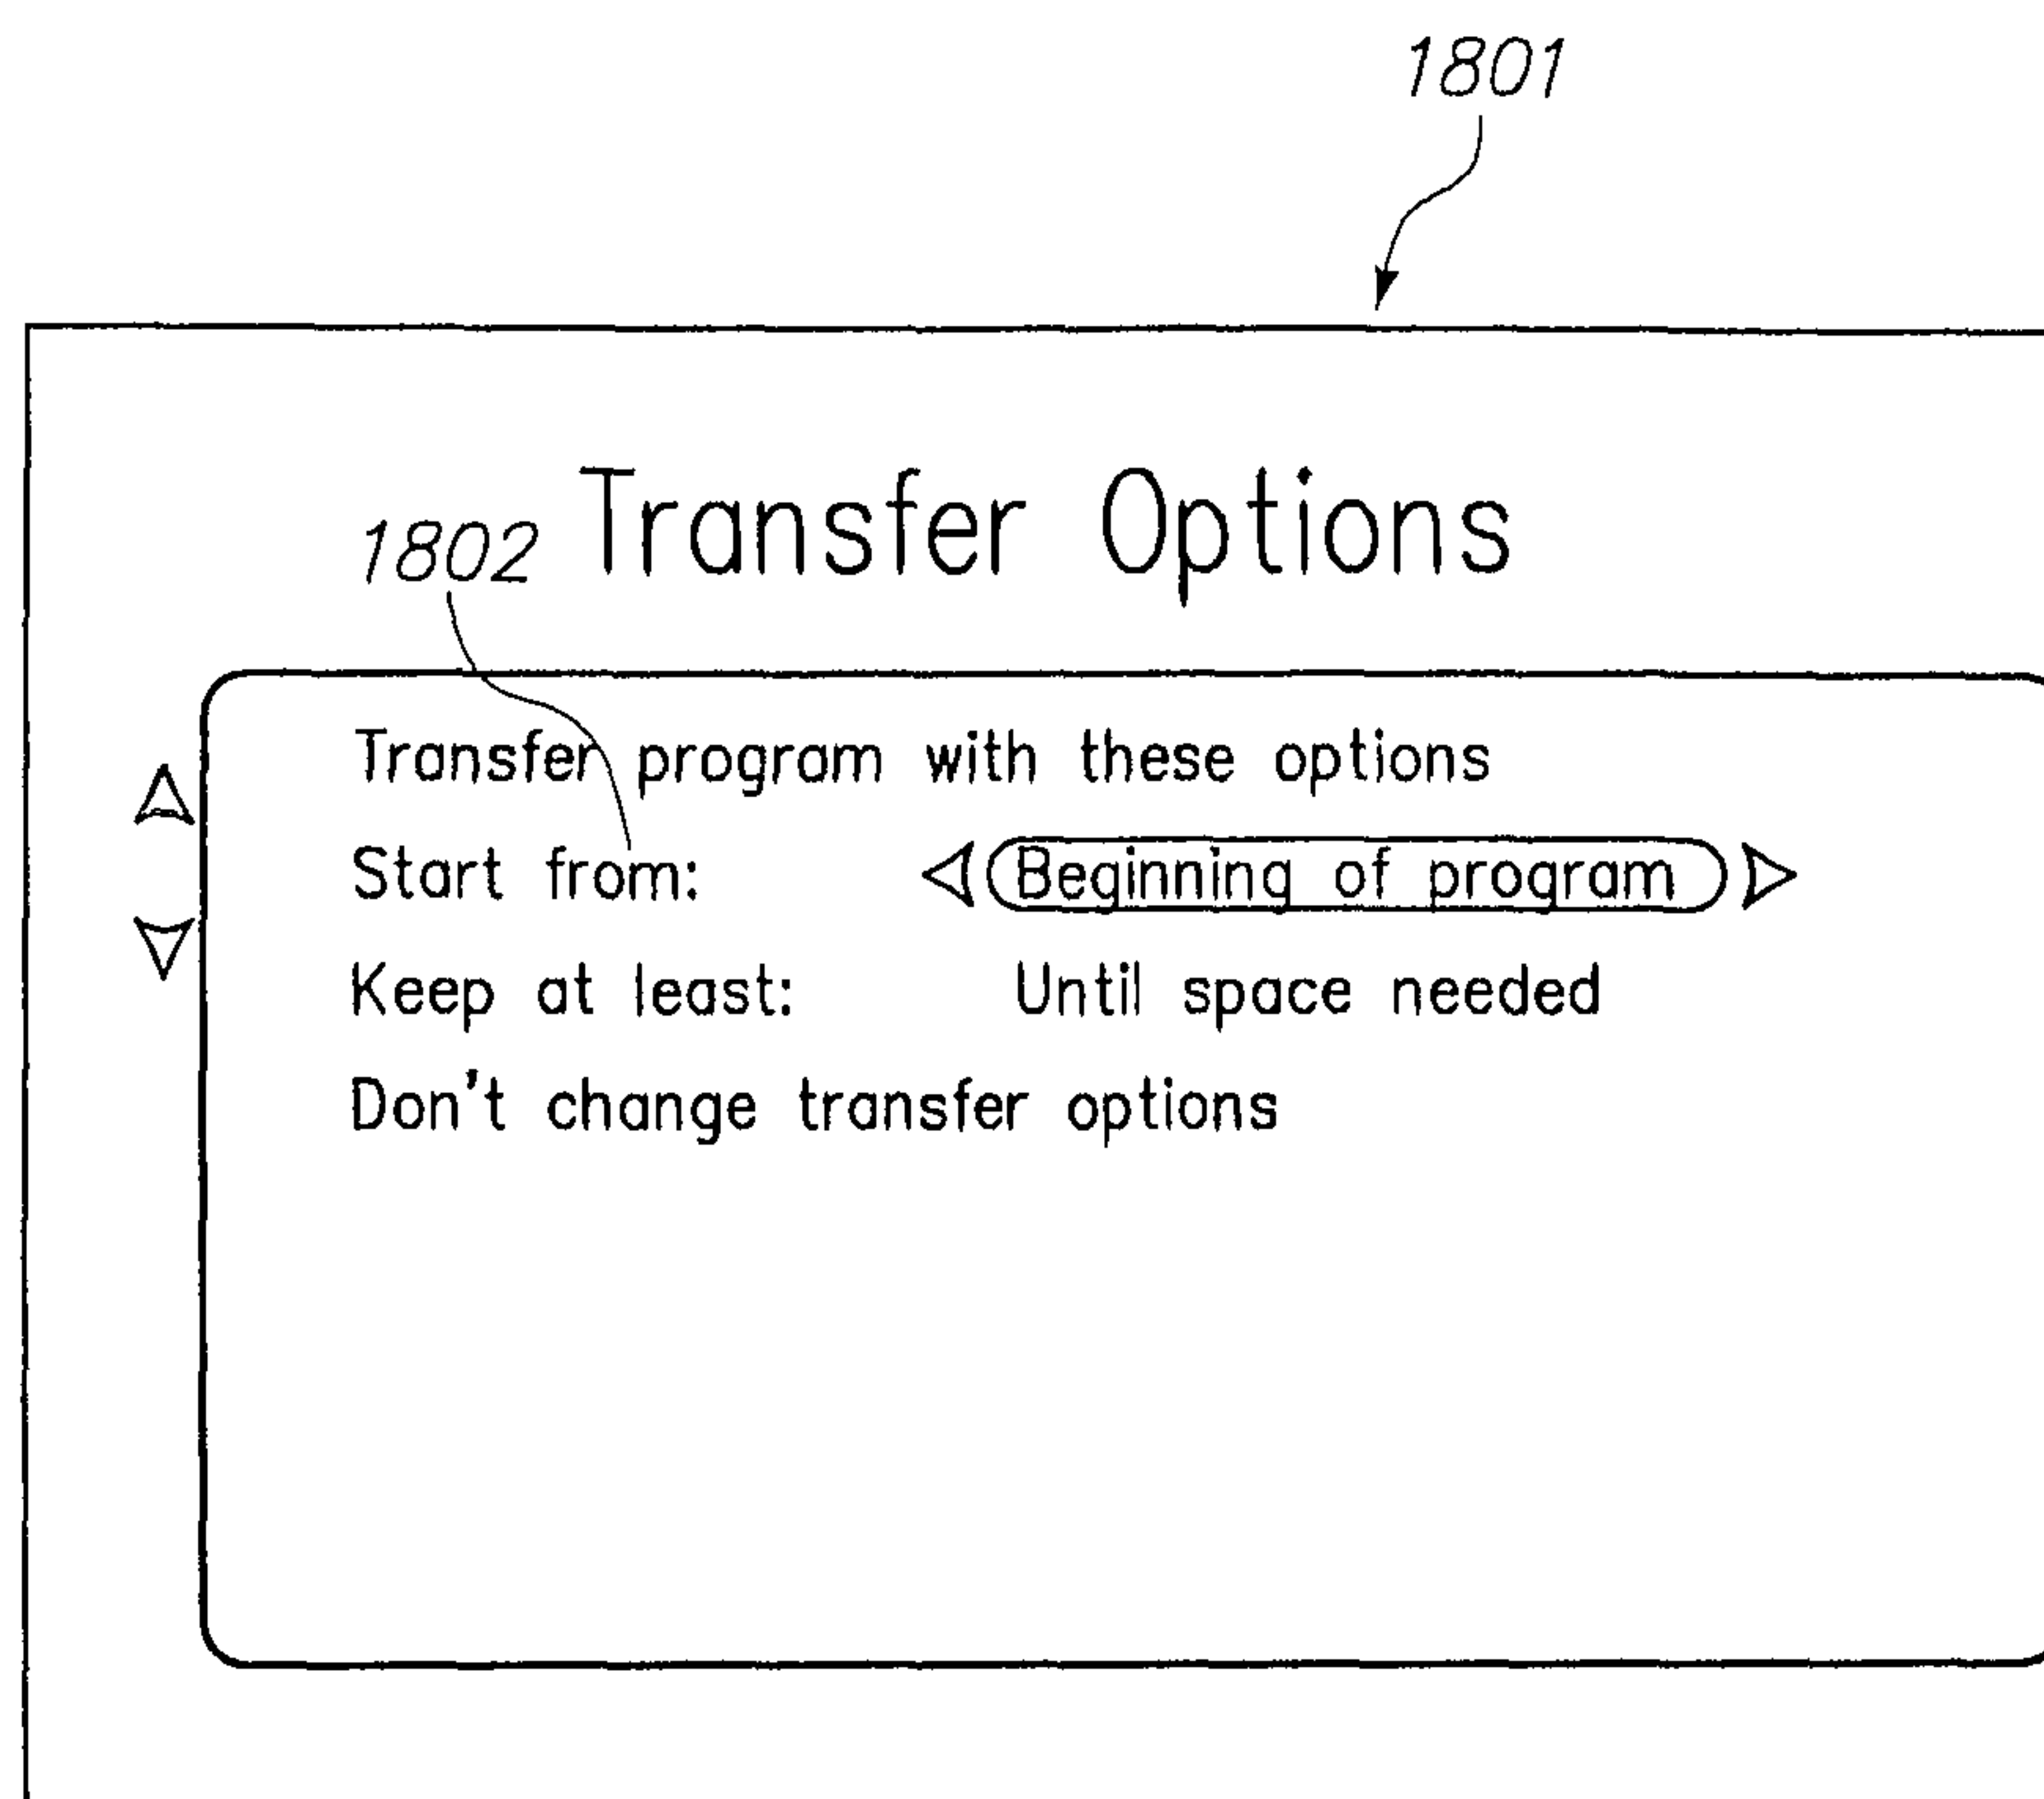 1801
Transfer Options
1802
Transfer program with these options
Start from: Beginning of program
Keep at least: Until space needed
Don't change transfer options